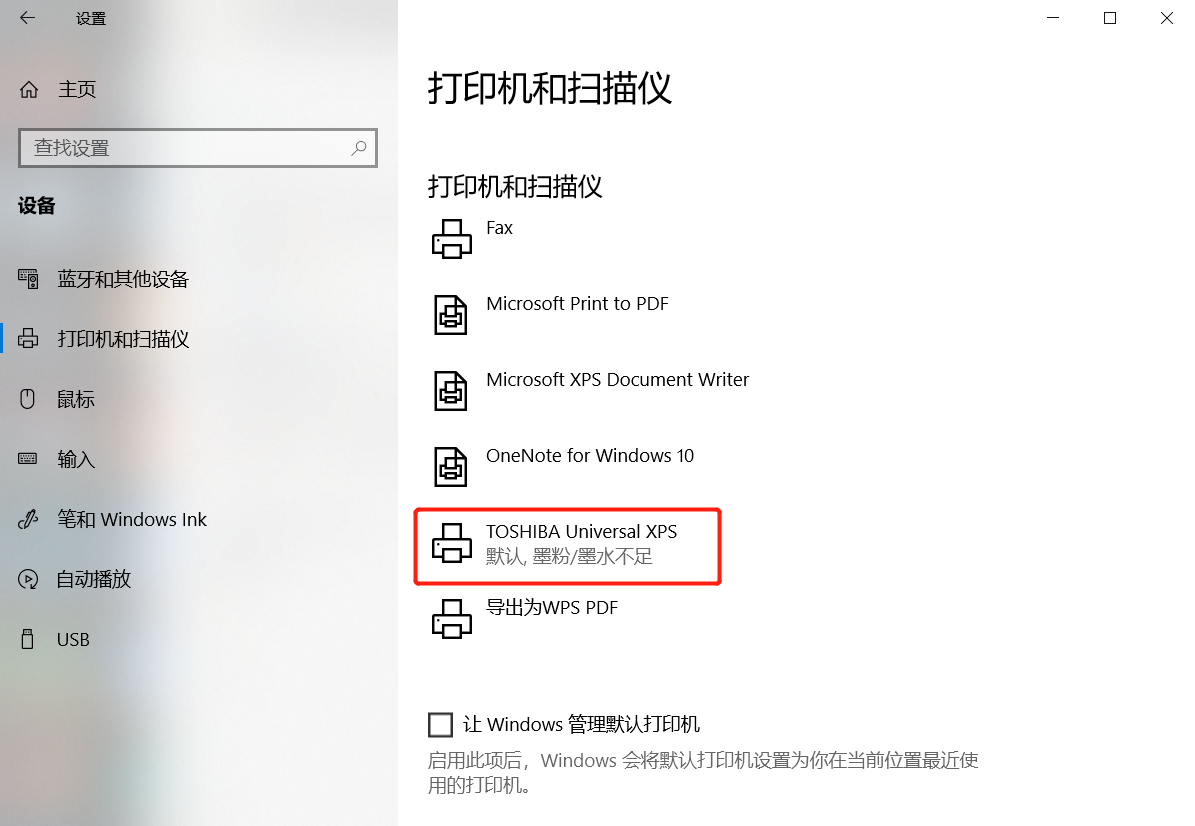 设置
主页
查找设置
设备
蓝牙和其他设备
打印机和扫描仪
鼠标
输入
笔和 Windows Ink
自动播放
USB
打印机和扫描仪
打印机和扫描仪
Fax
Microsoft Print to PDF
Microsoft XPS Document Writer
OneNote for Windows 10
TOSHIBA Universal XPS
默认, 墨粉/墨水不足
导出为WPS PDF
让 Windows 管理默认打印机
启用此项后，Windows 会将默认打印机设置为你在当前位置最近使
用的打印机。